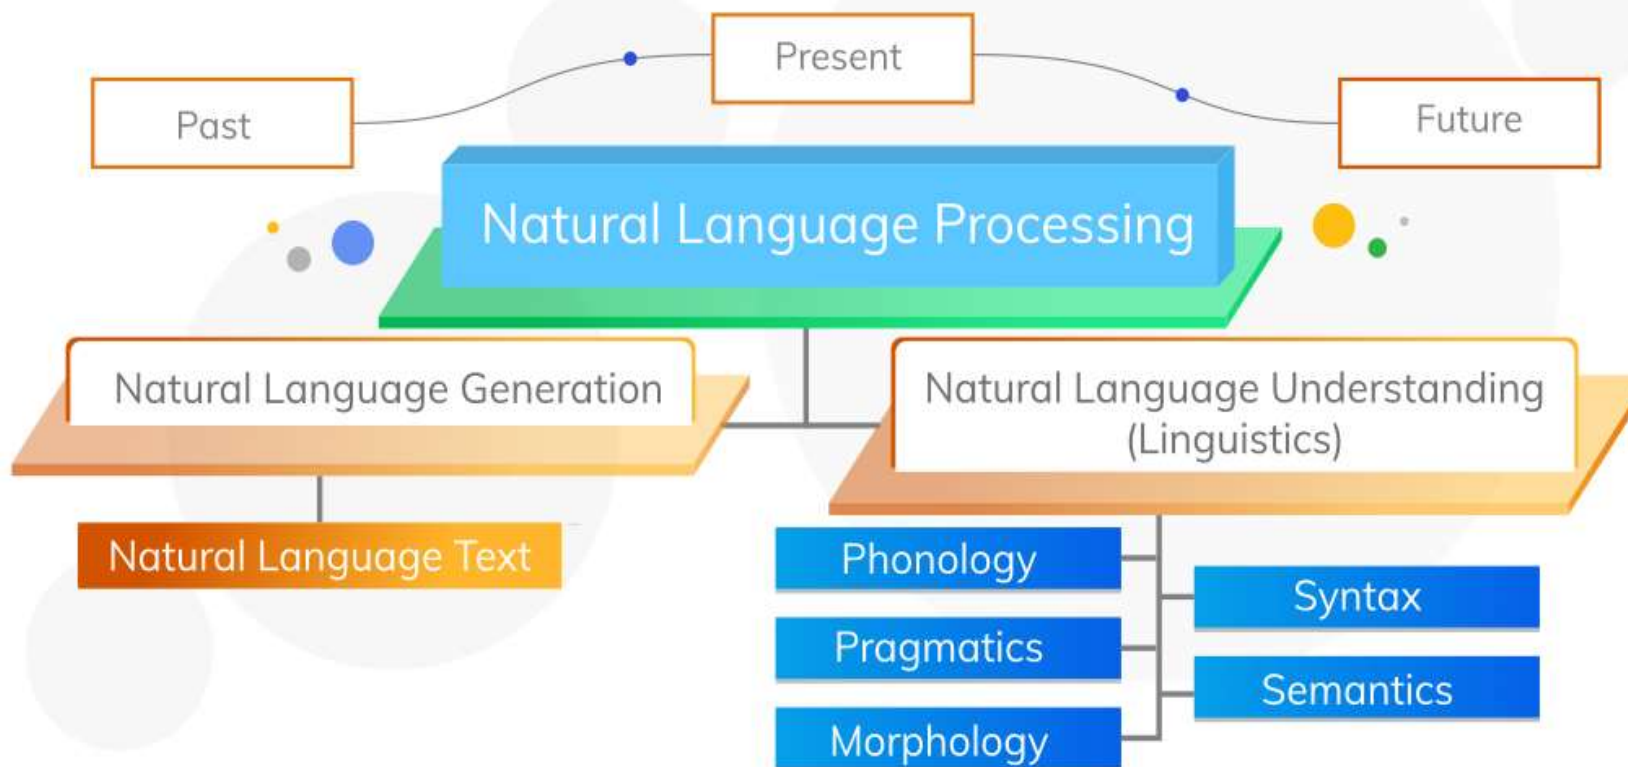 Present
Past
Future
Natural Language Processing
Natural Language Generation
Natural Language Understanding
(Linguistics)
Natural Language Text
Phonology
Syntax
Pragmatics
Semantics
Morphology